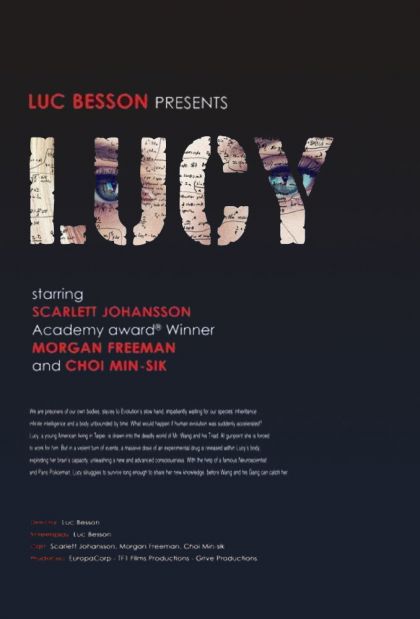 LUC BESSON PRESENTS
LUCY
starring
SCARLETT JOHANSSON
Academy award® Winner
MORGAN FREEMAN
and CHOI MIN-SIK
We are prisoners of our own bodies, slaves to Evolution's slow hand, impatiently waiting for our species' inheritance
infinite intelligence and a body unbounded by time. What would happen if human evolution was suddenly accelerated?
Lucy, a young American living in Taipei, is drawn into the deadly world of Mr. Wang and his Triad. At gunpoint she is forced
to work for him. But in a violent turn of events, a massive dose of an experimental drug is released within Lucy's body,
exploding her brain's capacity, unleashing a new and advanced consciousness. With the help of a famous Neuroscientist
and Paris Policeman, Lucy struggles to survive long enough to share her new knowledge, before Wang and his Gang can catch her.
Director: Luc Besson
Screenplay: Luc Besson
Cast: Scarlett Johansson, Morgan Freeman, Choi Min-sik
EuropaCorp - TF1 Films Productions - Grive Productions